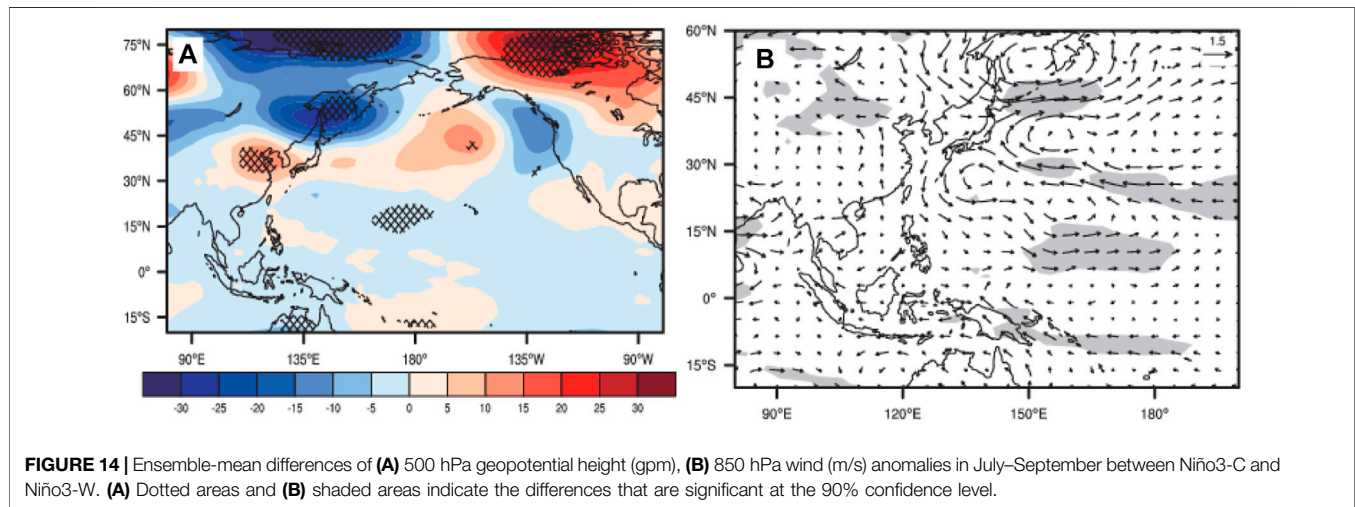 A
75°N
60°N
45°N
30°N
15°N
0°
15°S
90°E 135°E 180° 135°W 90°W
-30 -25 -20 -15 -10 -5 0 5 10 15 20 25 30
B
1.5
60°N
45°N
30°N
15°N
0°
15°S
90°E 120°E 150°E 180°
FIGURE 14 | Ensemble-mean differences of (A) 500 hPa geopotential height (gpm), (B) 850 hPa wind (m/s) anomalies in July–September between Niño3-C and
Niño3-W. (A) Dotted areas and (B) shaded areas indicate the differences that are significant at the 90% confidence level.